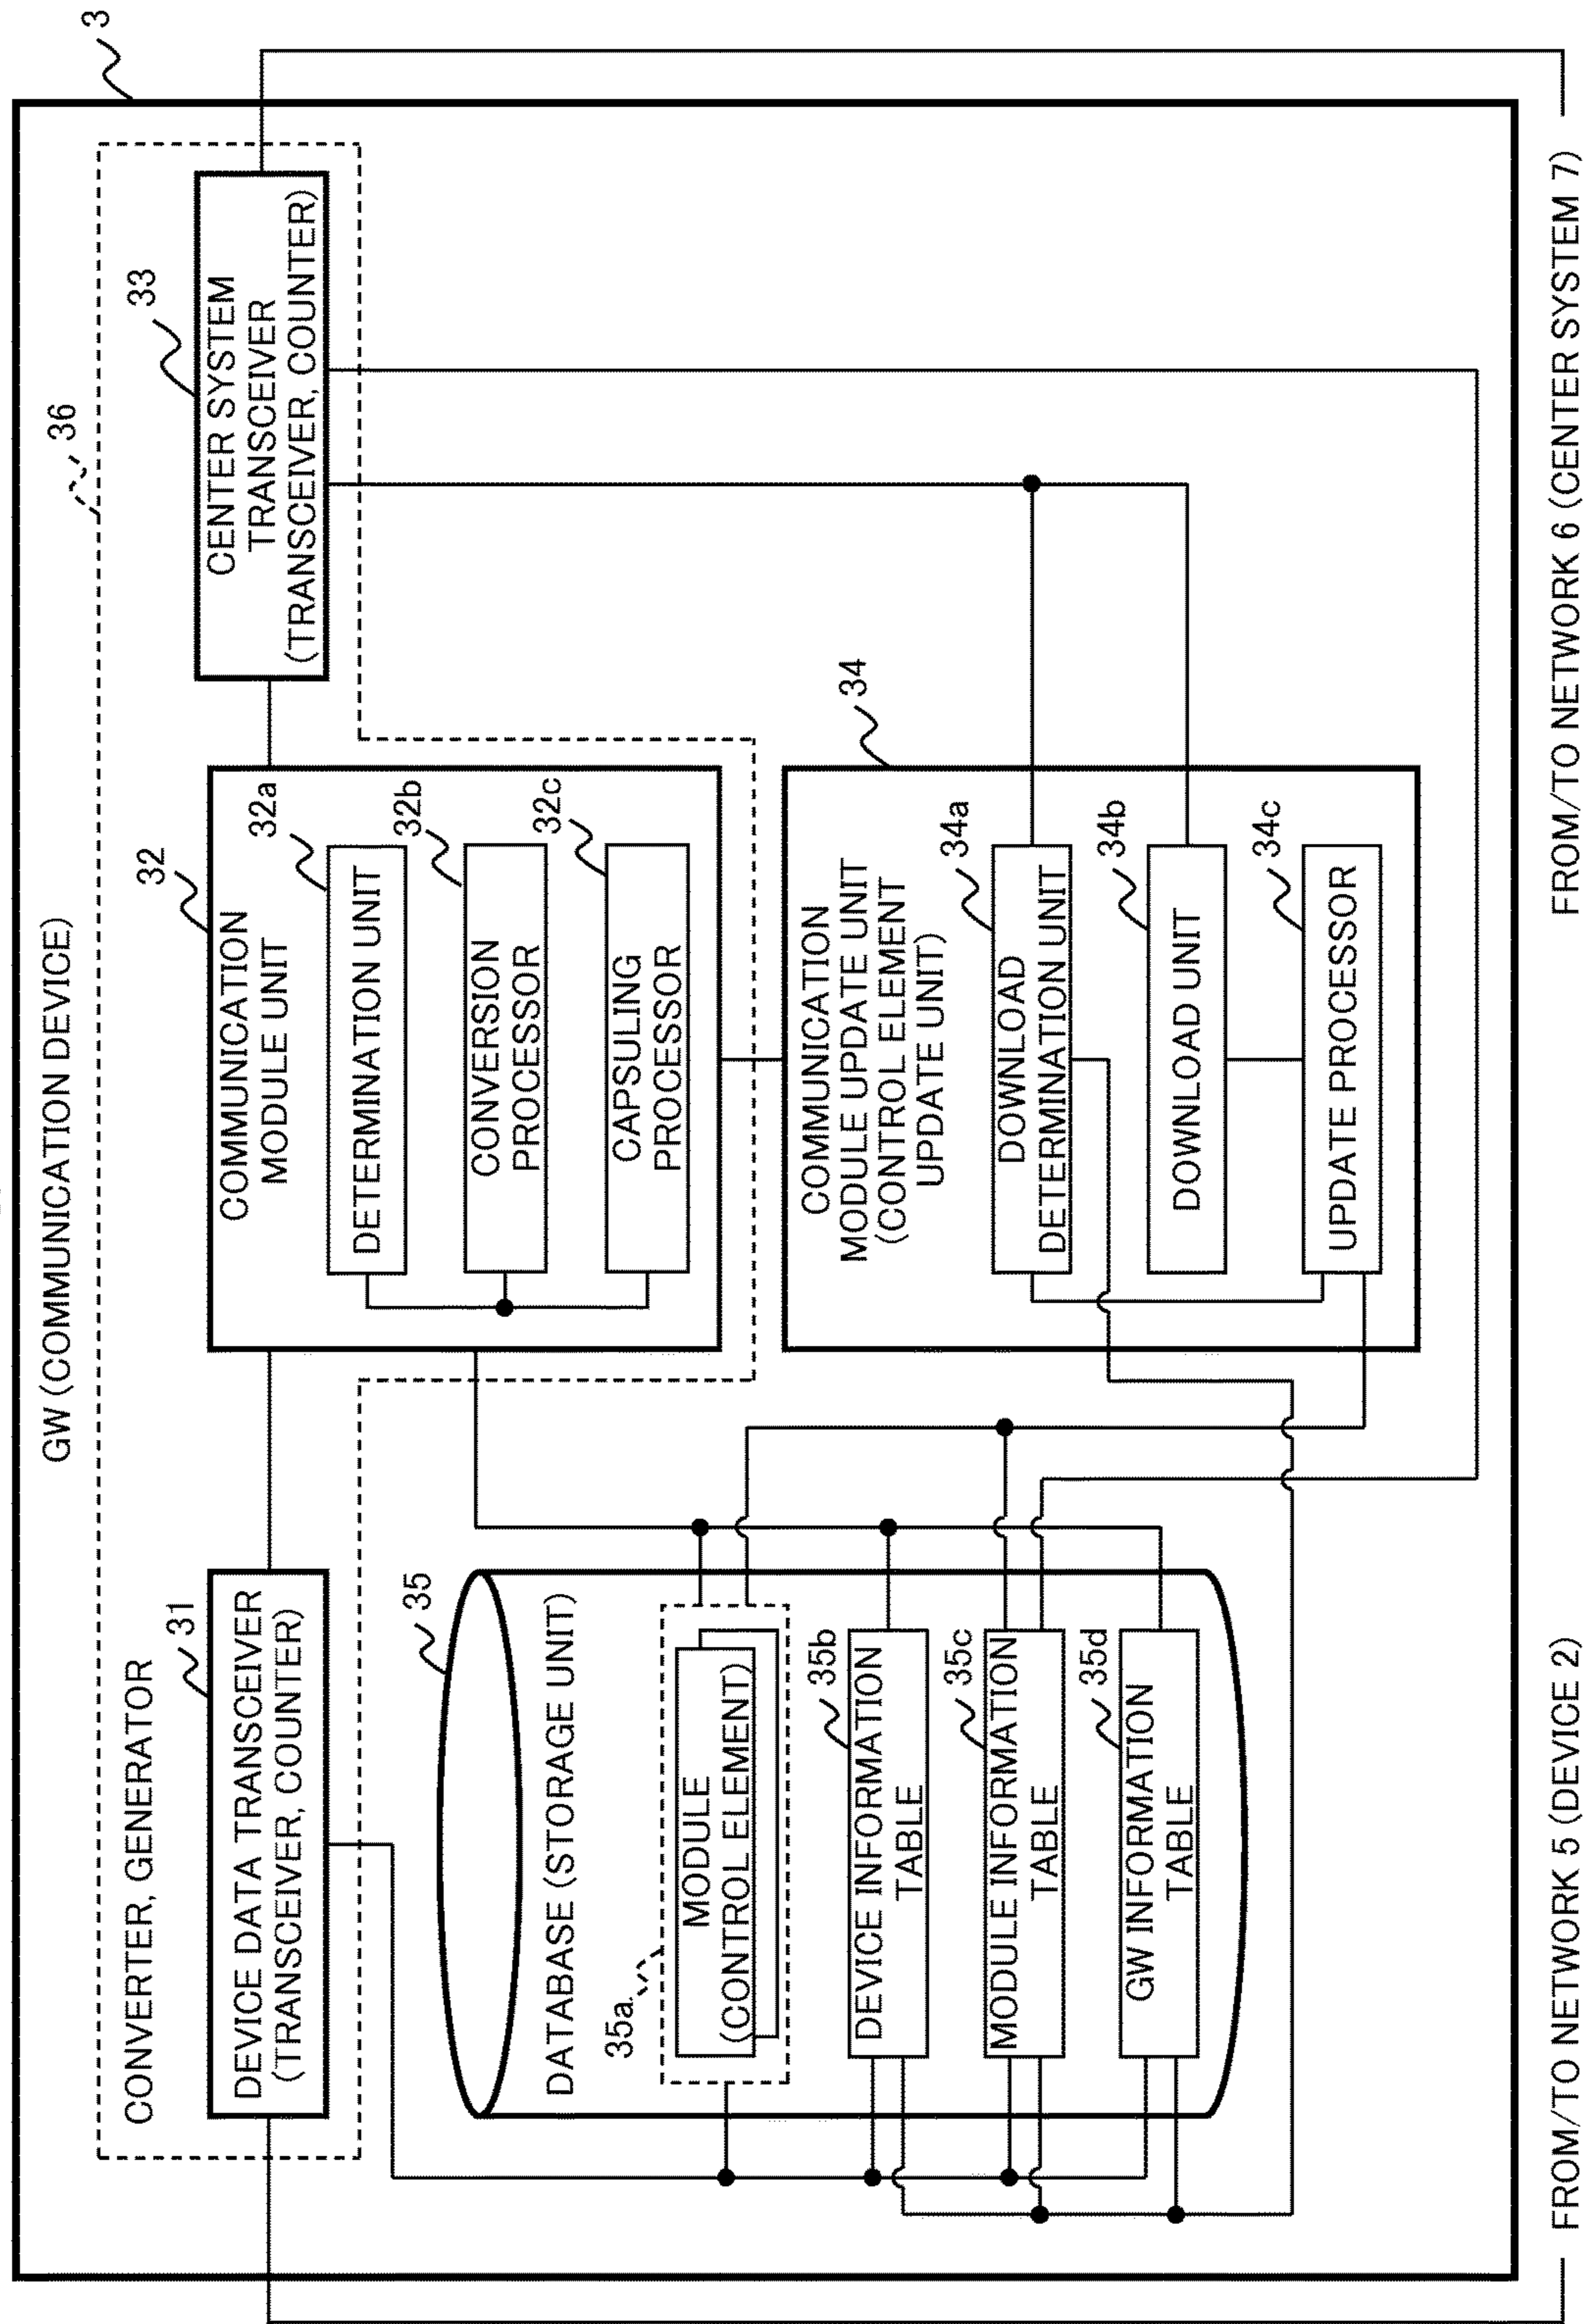 3
GW (COMMUNICATION DEVICE)
36
CONVERTER, GENERATOR
31
DEVICE DATA TRANSCEIVER
(TRANSCEIVER, COUNTER)
32
COMMUNICATION
MODULE UNIT
32a
DETERMINATION UNIT
32b
CONVERSION
PROCESSOR
32c
CAPSULING
PROCESSOR
33
CENTER SYSTEM
TRANSCEIVER
(TRANSCEIVER, COUNTER)
35
DATABASE (STORAGE UNIT)
35a
MODULE
(CONTROL ELEMENT)
35b
DEVICE INFORMATION
TABLE
35c
MODULE INFORMATION
TABLE
35d
GW INFORMATION
TABLE
34
COMMUNICATION
MODULE UPDATE UNIT
(CONTROL ELEMENT
UPDATE UNIT)
34a
DOWNLOAD
DETERMINATION UNIT
34b
DOWNLOAD UNIT
34c
UPDATE PROCESSOR
FROM/TO NETWORK 5 (DEVICE 2)
FROM/TO NETWORK 6 (CENTER SYSTEM 7)